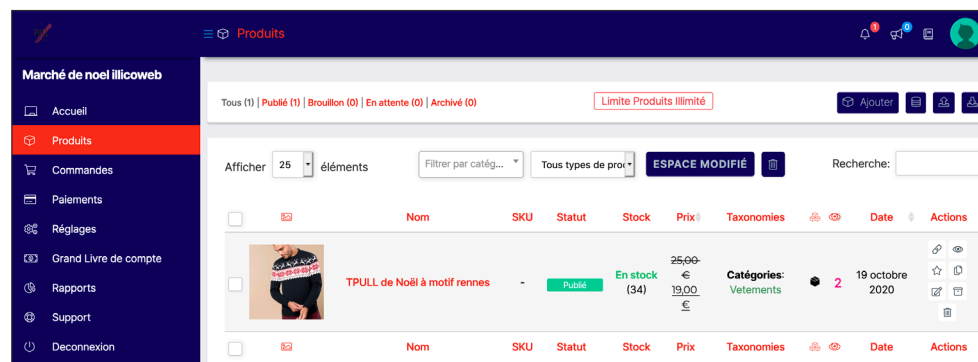 Produits
1
0
Marché de noel illicoweb
Accueil
Produits
Commandes
Paiements
Réglages
Grand Livre de compte
Rapports
Support
Deconnexion
Tous (1) | Publié (1) | Brouillon (0) | En attente (0) | Archivé (0)
Limite Produits Illimité
Ajouter
Afficher 25 éléments
Filtrer par catég...
Tous types de pro
ESPACE MODIFIÉ
Recherche:
Nom SKU Statut Stock Prix Taxonomies Date Actions
TPULL de Noël à motif rennes
-
Publié
En stock
(34)
25,00
€
19,00
€
Catégories:
Vetements
2
19 octobre
2020
Nom SKU Statut Stock Prix Taxonomies Date Actions